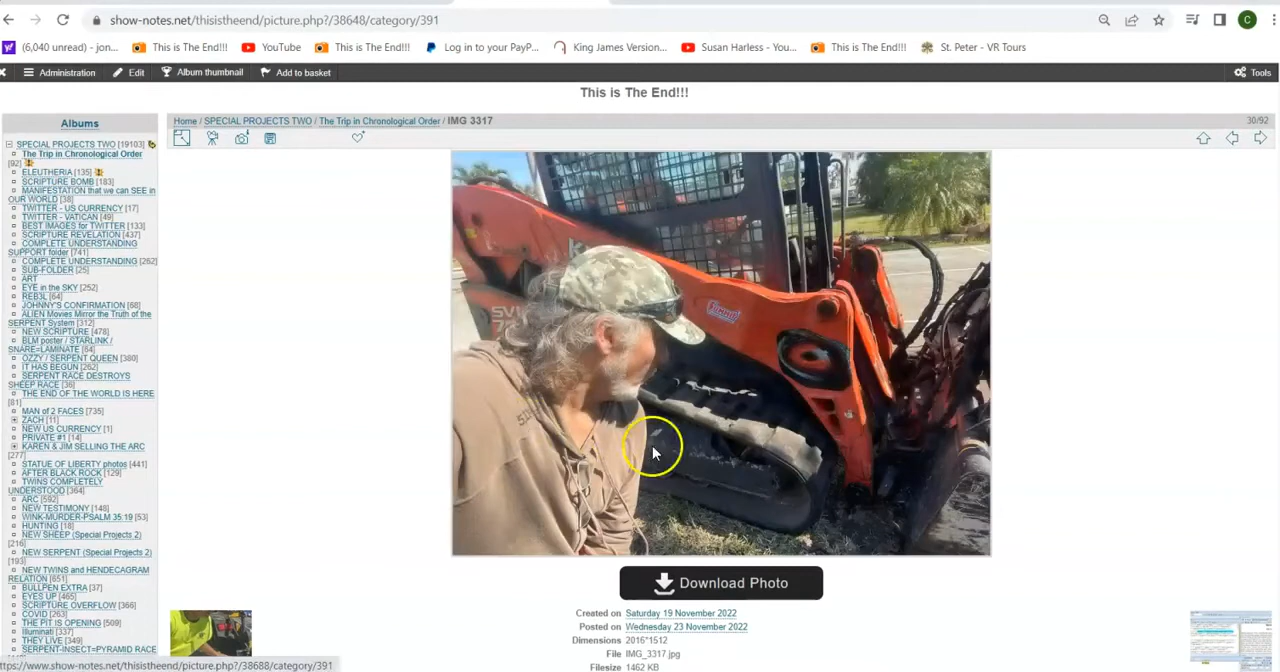 show-notes.net/thisistheend/picture.php?/38648/category/391
(6,040 unread) - jon... This is The End!!! YouTube This is The End!!! Log in to your PayP... King James Version... Susan Harless - You... This is The End!!! St. Peter - VR Tours
Administration Edit Album thumbnail Add to basket Tools
This is The End!!!
Albums
Home / SPECIAL PROJECTS TWO / The Trip in Chronological Order / IMG 3317 30/92
SPECIAL PROJECTS TWO [19103]
The Trip in Chronological Order
[92]
ELEUTHERIA [135]
SCRIPTURE BOMB [183]
MANIFESTATION that we can SEE in
OUR WORLD [38]
TWITTER - US CURRENCY [17]
TWITTER - VATICAN [49]
BEST IMAGES for TWITTER [133]
SCRIPTURE REVELATION [437]
COMPLETE UNDERSTANDING
SUPPORT folder [741]
COMPLETE UNDERSTANDING [262]
SUB-FOLDER [25]
ART
EYE in the SKY [252]
REB3L [64]
JOHNNY'S CONFIRMATION [68]
ALIEN Movies Mirror the Truth of the
SERPENT System [312]
NEW SCRIPTURE [478]
BLM poster / STARLINK /
SNARE=LAMINATE [64]
OZZY / SERPENT QUEEN [380]
IT HAS BEGUN [262]
SERPENT RACE DESTROYS
SHEEP RACE [36]
THE END OF THE WORLD IS HERE
[81]
MAN of 2 FACES [735]
ZACH [11]
NEW US CURRENCY [1]
PRIVATE #1 [14]
KAREN & JIM SELLING THE ARC
[277]
STATUE OF LIBERTY photos [441]
AFTER BLACK ROCK [129]
TWINS COMPLETELY
UNDERSTOOD [364]
ARC [592]
NEW TESTIMONY [148]
WINK-MURDER-PSALM 35:19 [53]
HUNTING [18]
NEW SHEEP (Special Projects 2)
[216]
NEW SERPENT (Special Projects 2)
[193]
NEW TWINS and HENDECAGRAM
RELATION [651]
BULLPEN EXTRA [37]
EYES UP [465]
SCRIPTURE OVERFLOW [366]
COVID [263]
THE PIT IS OPENING [509]
Illuminati [337]
THEY LIVE [349]
SERPENT-INSECT=PYRAMID RACE
Download Photo
Created on Saturday 19 November 2022
Posted on Wednesday 23 November 2022
Dimensions 2016*1512
File IMG_3317.jpg
Filesize 1462 KB
ttps://www.show-notes.net/thisistheend/picture.php?/38688/category/391